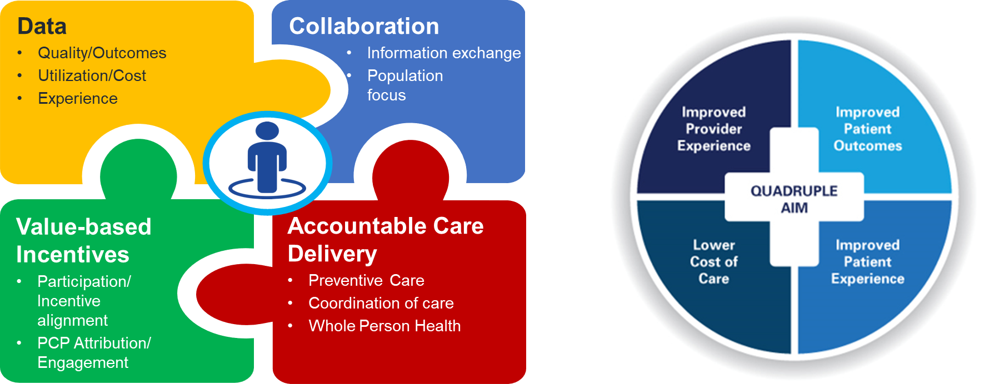 Data
• Quality/Outcomes
• Utilization/Cost
• Experience
Collaboration
• Information exchange
• Population
focus
Value-based
Incentives
• Participation/
Incentive
alignment
• PCP Attribution/
Engagement
Accountable Care
Delivery
• Preventive Care
• Coordination of care
• Whole Person Health
Improved
Provider
Experience
Improved
Patient
Outcomes
QUADRUPLE
AIM
Lower
Cost of
Care
Improved
Patient
Experience